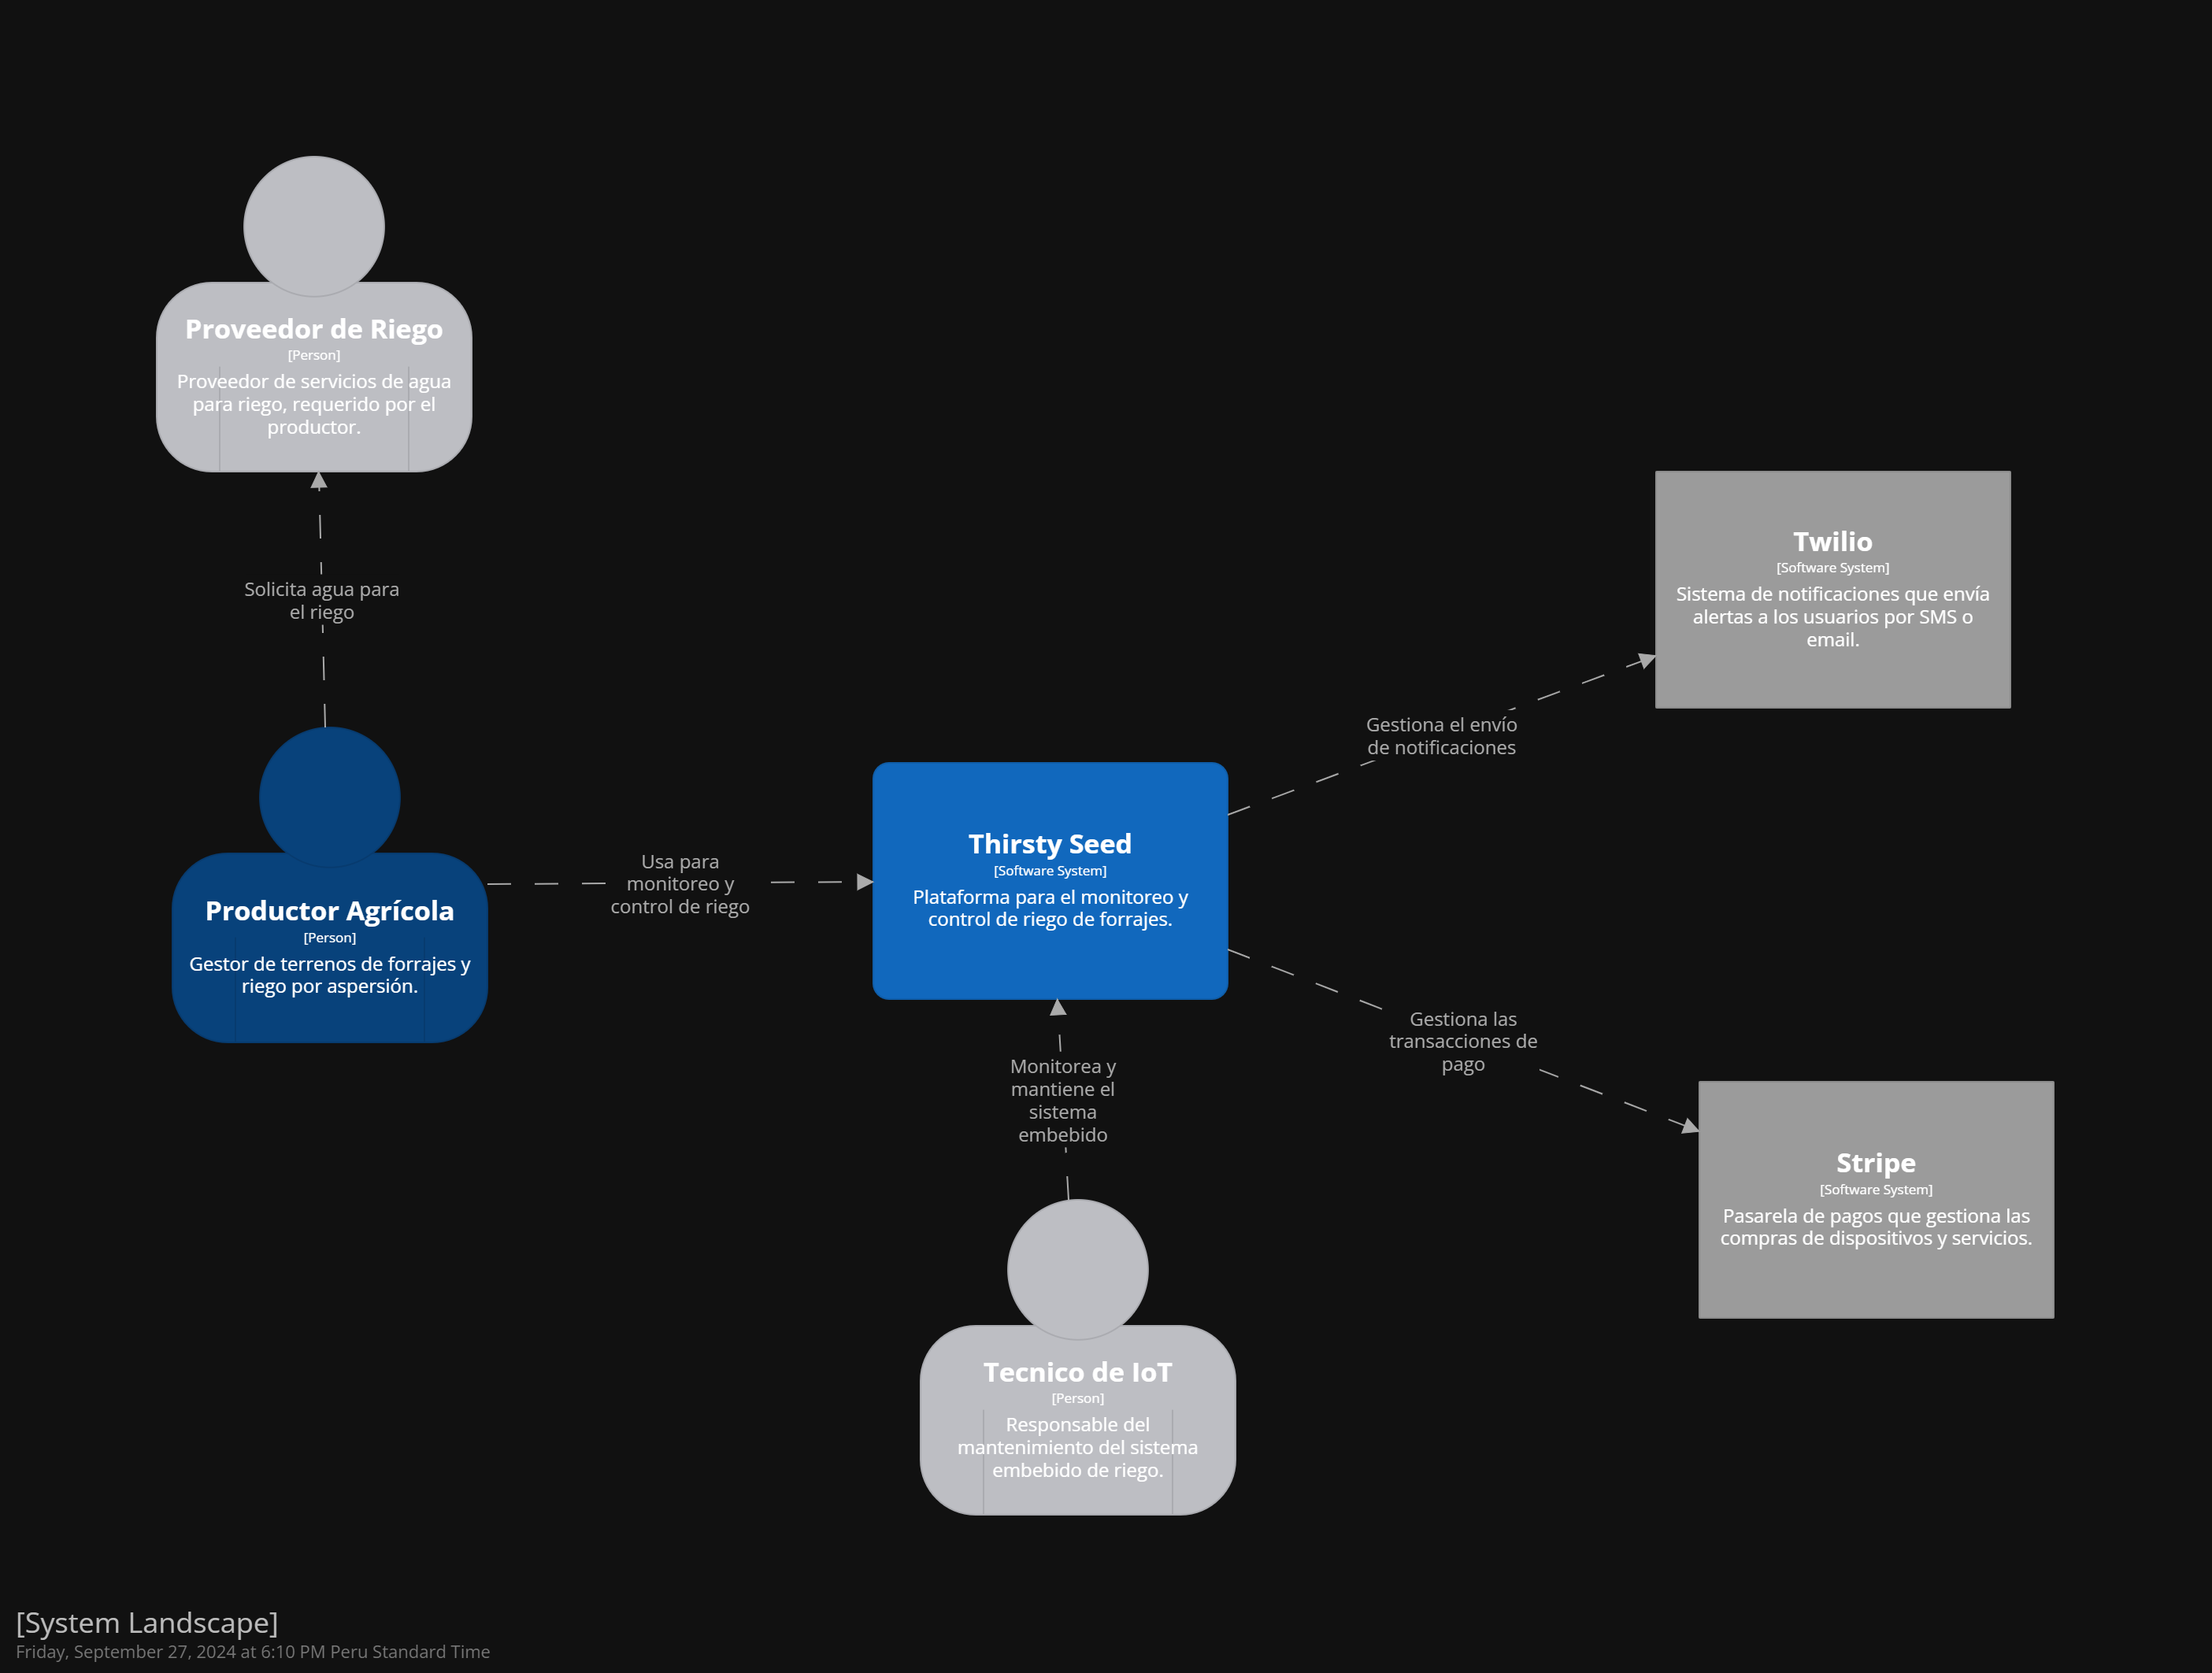 Proveedor de Riego
[Person]
Proveedor de servicios de agua
para riego, requerido por el
productor.
Solicita agua para
el riego
Productor Agrícola
[Person]
Gestor de terrenos de forrajes y
riego por aspersión.
Usa para
monitoreo y
control de riego
Thirsty Seed
[Software System]
Plataforma para el monitoreo y
control de riego de forrajes.
Gestiona el envío
de notificaciones
Twilio
[Software System]
Sistema de notificaciones que envía
alertas a los usuarios por SMS o
email.
Gestiona las
transacciones de
pago
Stripe
[Software System]
Pasarela de pagos que gestiona las
compras de dispositivos y servicios.
Monitorea y
mantiene el
sistema
embebido
Tecnico de IoT
[Person]
Responsable del
mantenimiento del sistema
embebido de riego.
[System Landscape]
Friday, September 27, 2024 at 6:10 PM Peru Standard Time